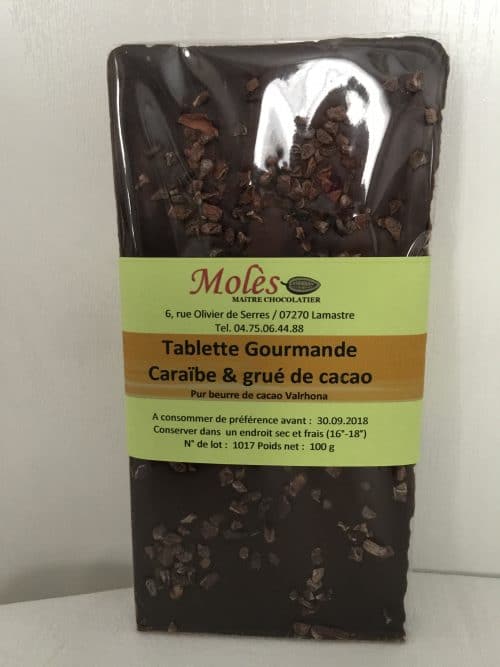 Molès
MAITRE CHOCOLATIER
6, rue Olivier de Serres / 07270 Lamastre
Tel. 04.75.06.44.88
Tablette Gourmande
Caraïbe & grué de cacao
Pur beurre de cacao Valrhona
A consommer de préférence avant : 30.09.2018
Conserver dans un endroit sec et frais (16°-18°)
N° de lot : 1017 Poids net : 100 g